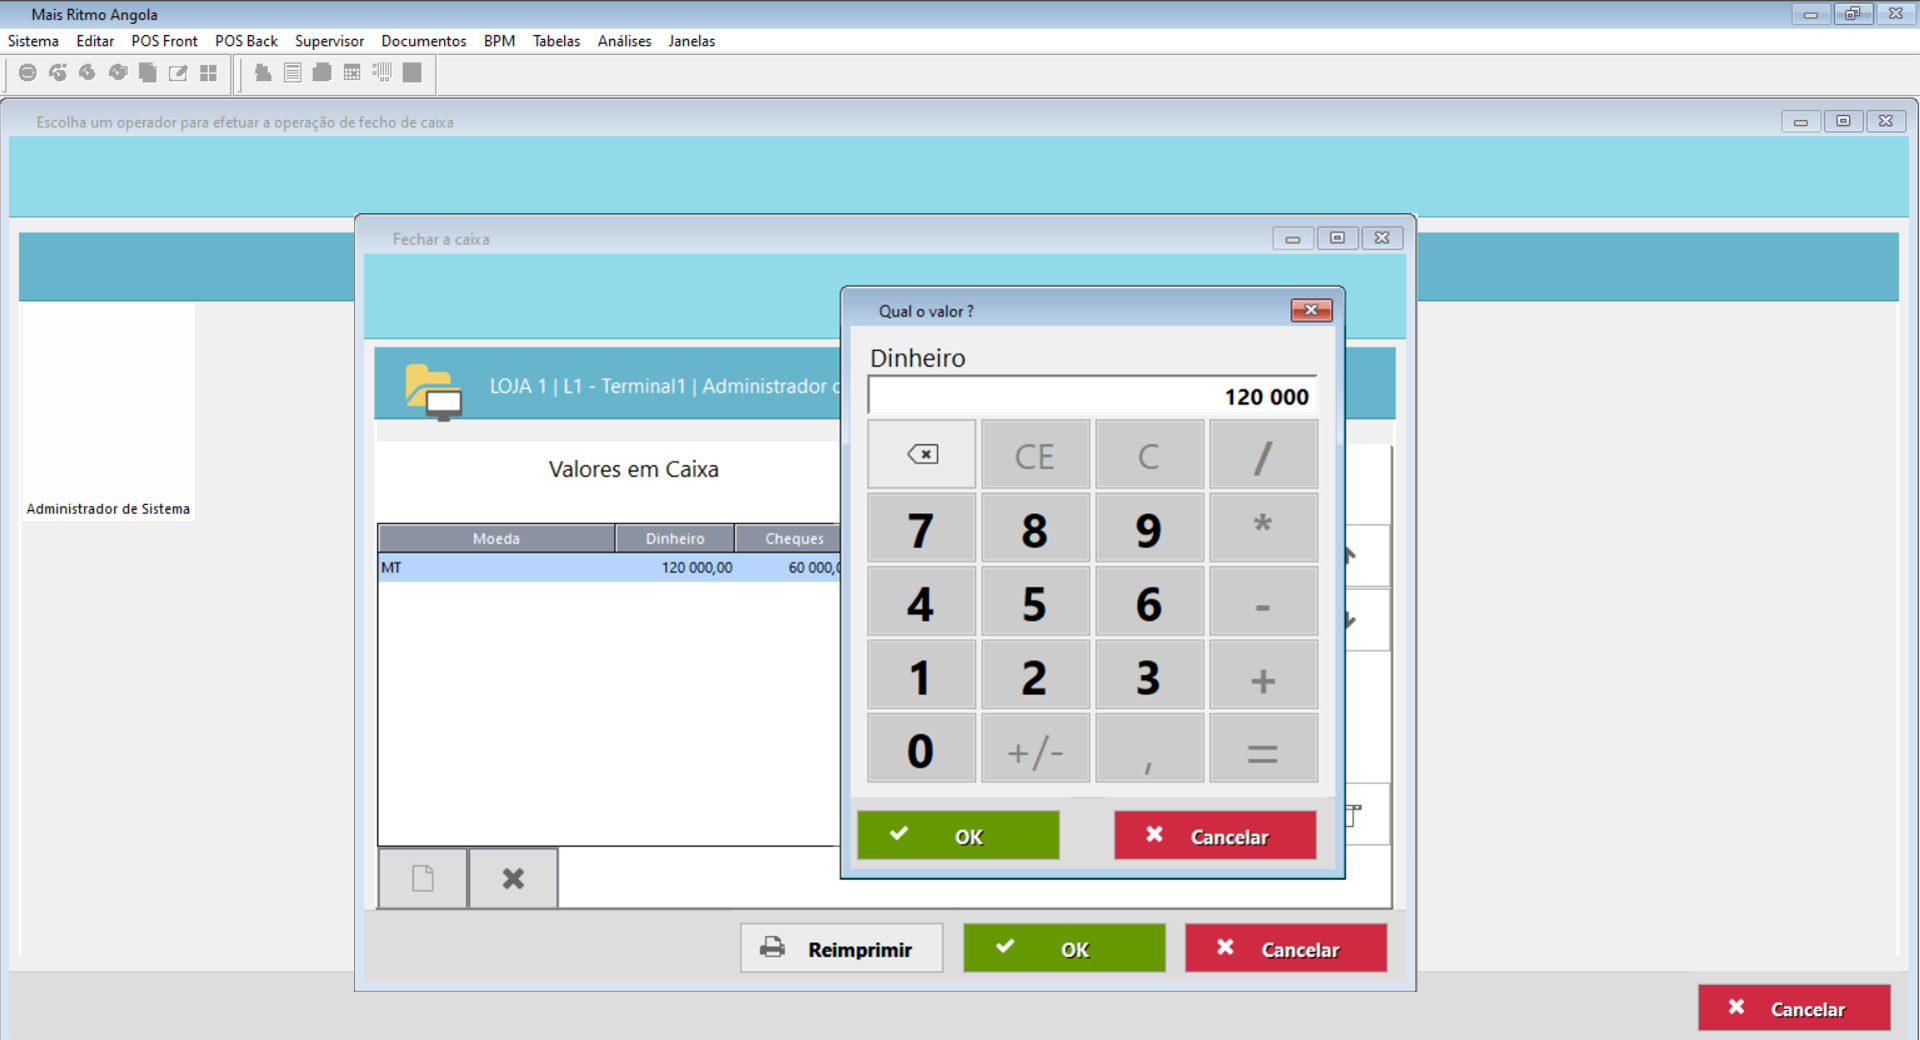 Mais Ritmo Angola
Sistema Editar POS Front POS Back Supervisor Documentos BPM Tabelas Análises Janelas
Escolha um operador para efetuar a operação de fecho de caixa
Fechar a caixa
Qual o valor ?
Dinheiro
120 000
LOJA 1 | L1 - Terminal1 | Administrador
Valores em Caixa
Administrador de Sistema
Moeda Dinheiro Cheques
MT 120 000,00 60 000,0
CE C /
7 8 9 *
4 5 6 -
1 2 3 +
0 +/- , =
OK Cancelar
Reimprimir OK Cancelar
Cancelar